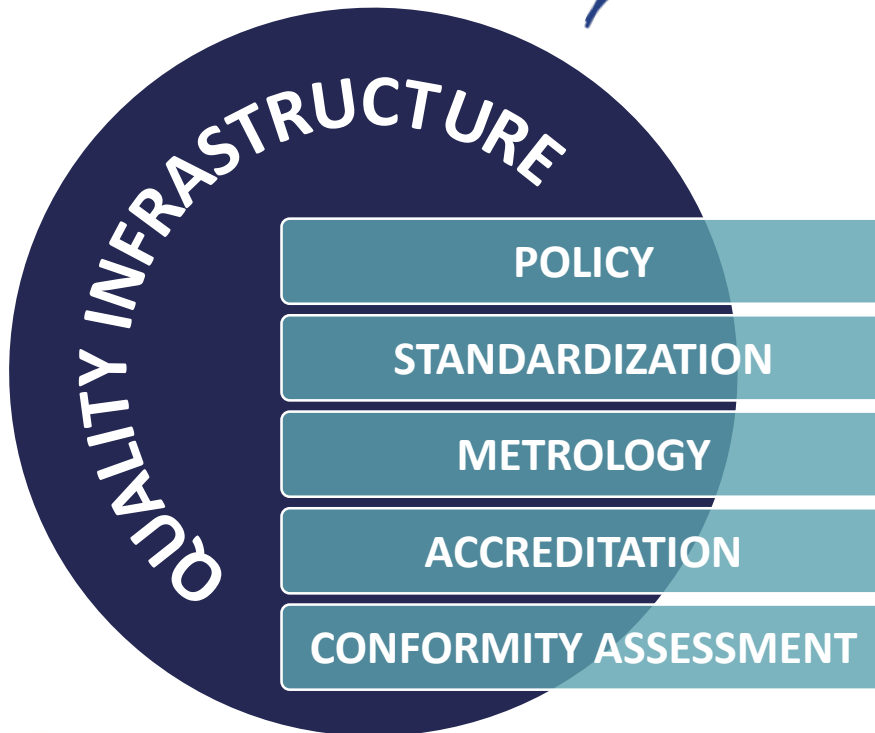 QUALITY INFRASTRUCTURE
POLICY
STANDARDIZATION
METROLOGY
ACCREDITATION
CONFORMITY ASSESSMENT